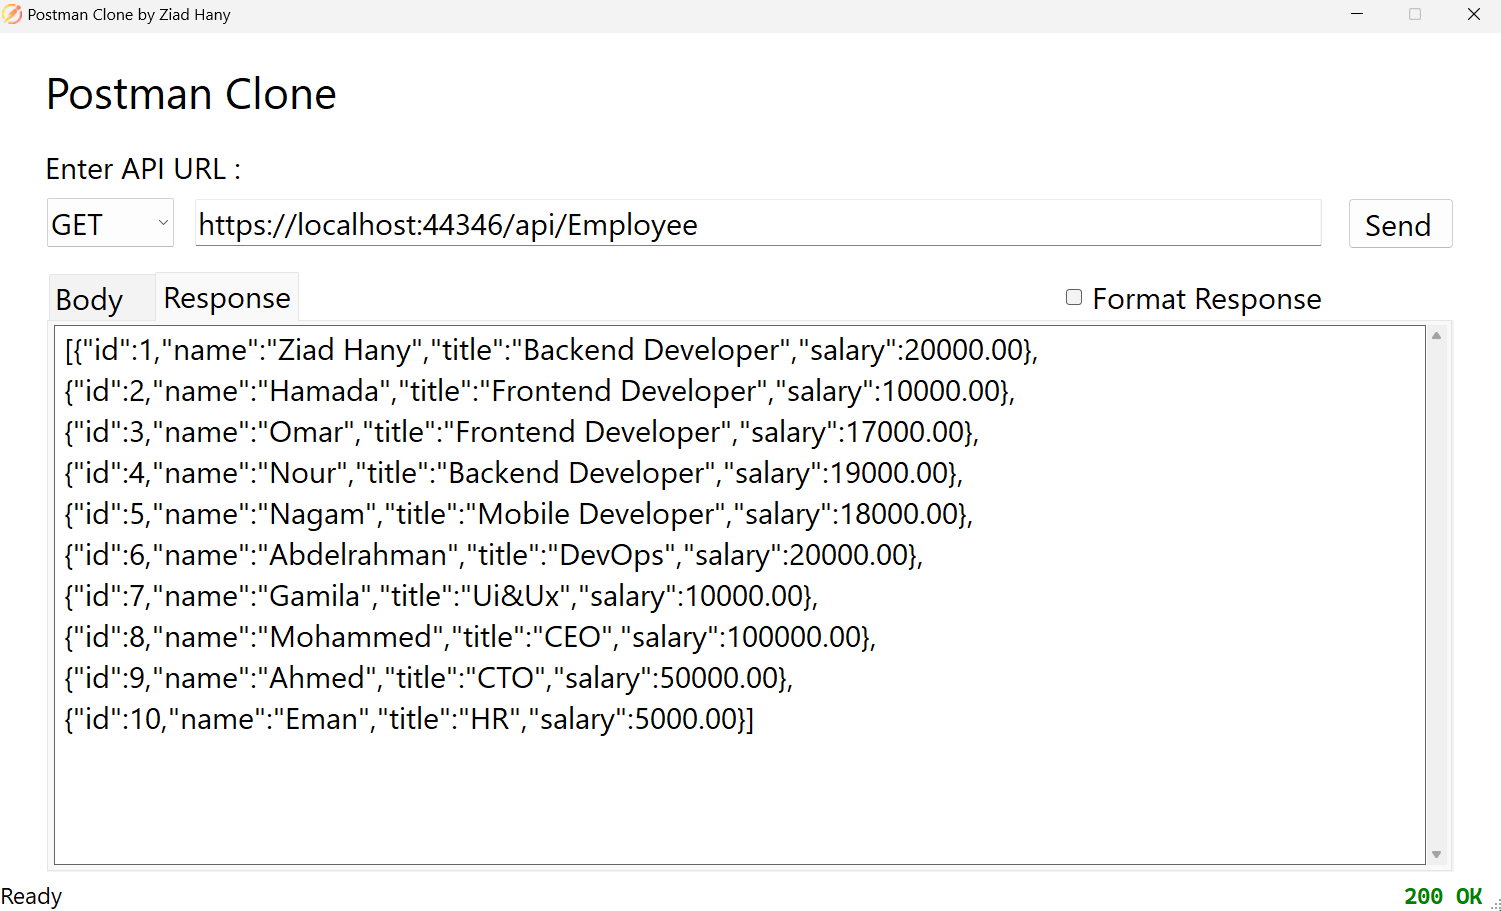 Postman Clone by Ziad Hany
Postman Clone
Enter API URL :
GET https://localhost:44346/api/Employee Send
Body Response Format Response
[{"id":1,"name":"Ziad Hany","title":"Backend Developer","salary":20000.00},
{"id":2,"name":"Hamada","title":"Frontend Developer","salary":10000.00},
{"id":3,"name":"Omar","title":"Frontend Developer","salary":17000.00},
{"id":4,"name":"Nour","title":"Backend Developer","salary":19000.00},
{"id":5,"name":"Nagam","title":"Mobile Developer","salary":18000.00},
{"id":6,"name":"Abdelrahman","title":"DevOps","salary":20000.00},
{"id":7,"name":"Gamila","title":"Ui&Ux","salary":10000.00},
{"id":8,"name":"Mohammed","title":"CEO","salary":100000.00},
{"id":9,"name":"Ahmed","title":"CTO","salary":50000.00},
{"id":10,"name":"Eman","title":"HR","salary":5000.00}]
Ready 200 OK